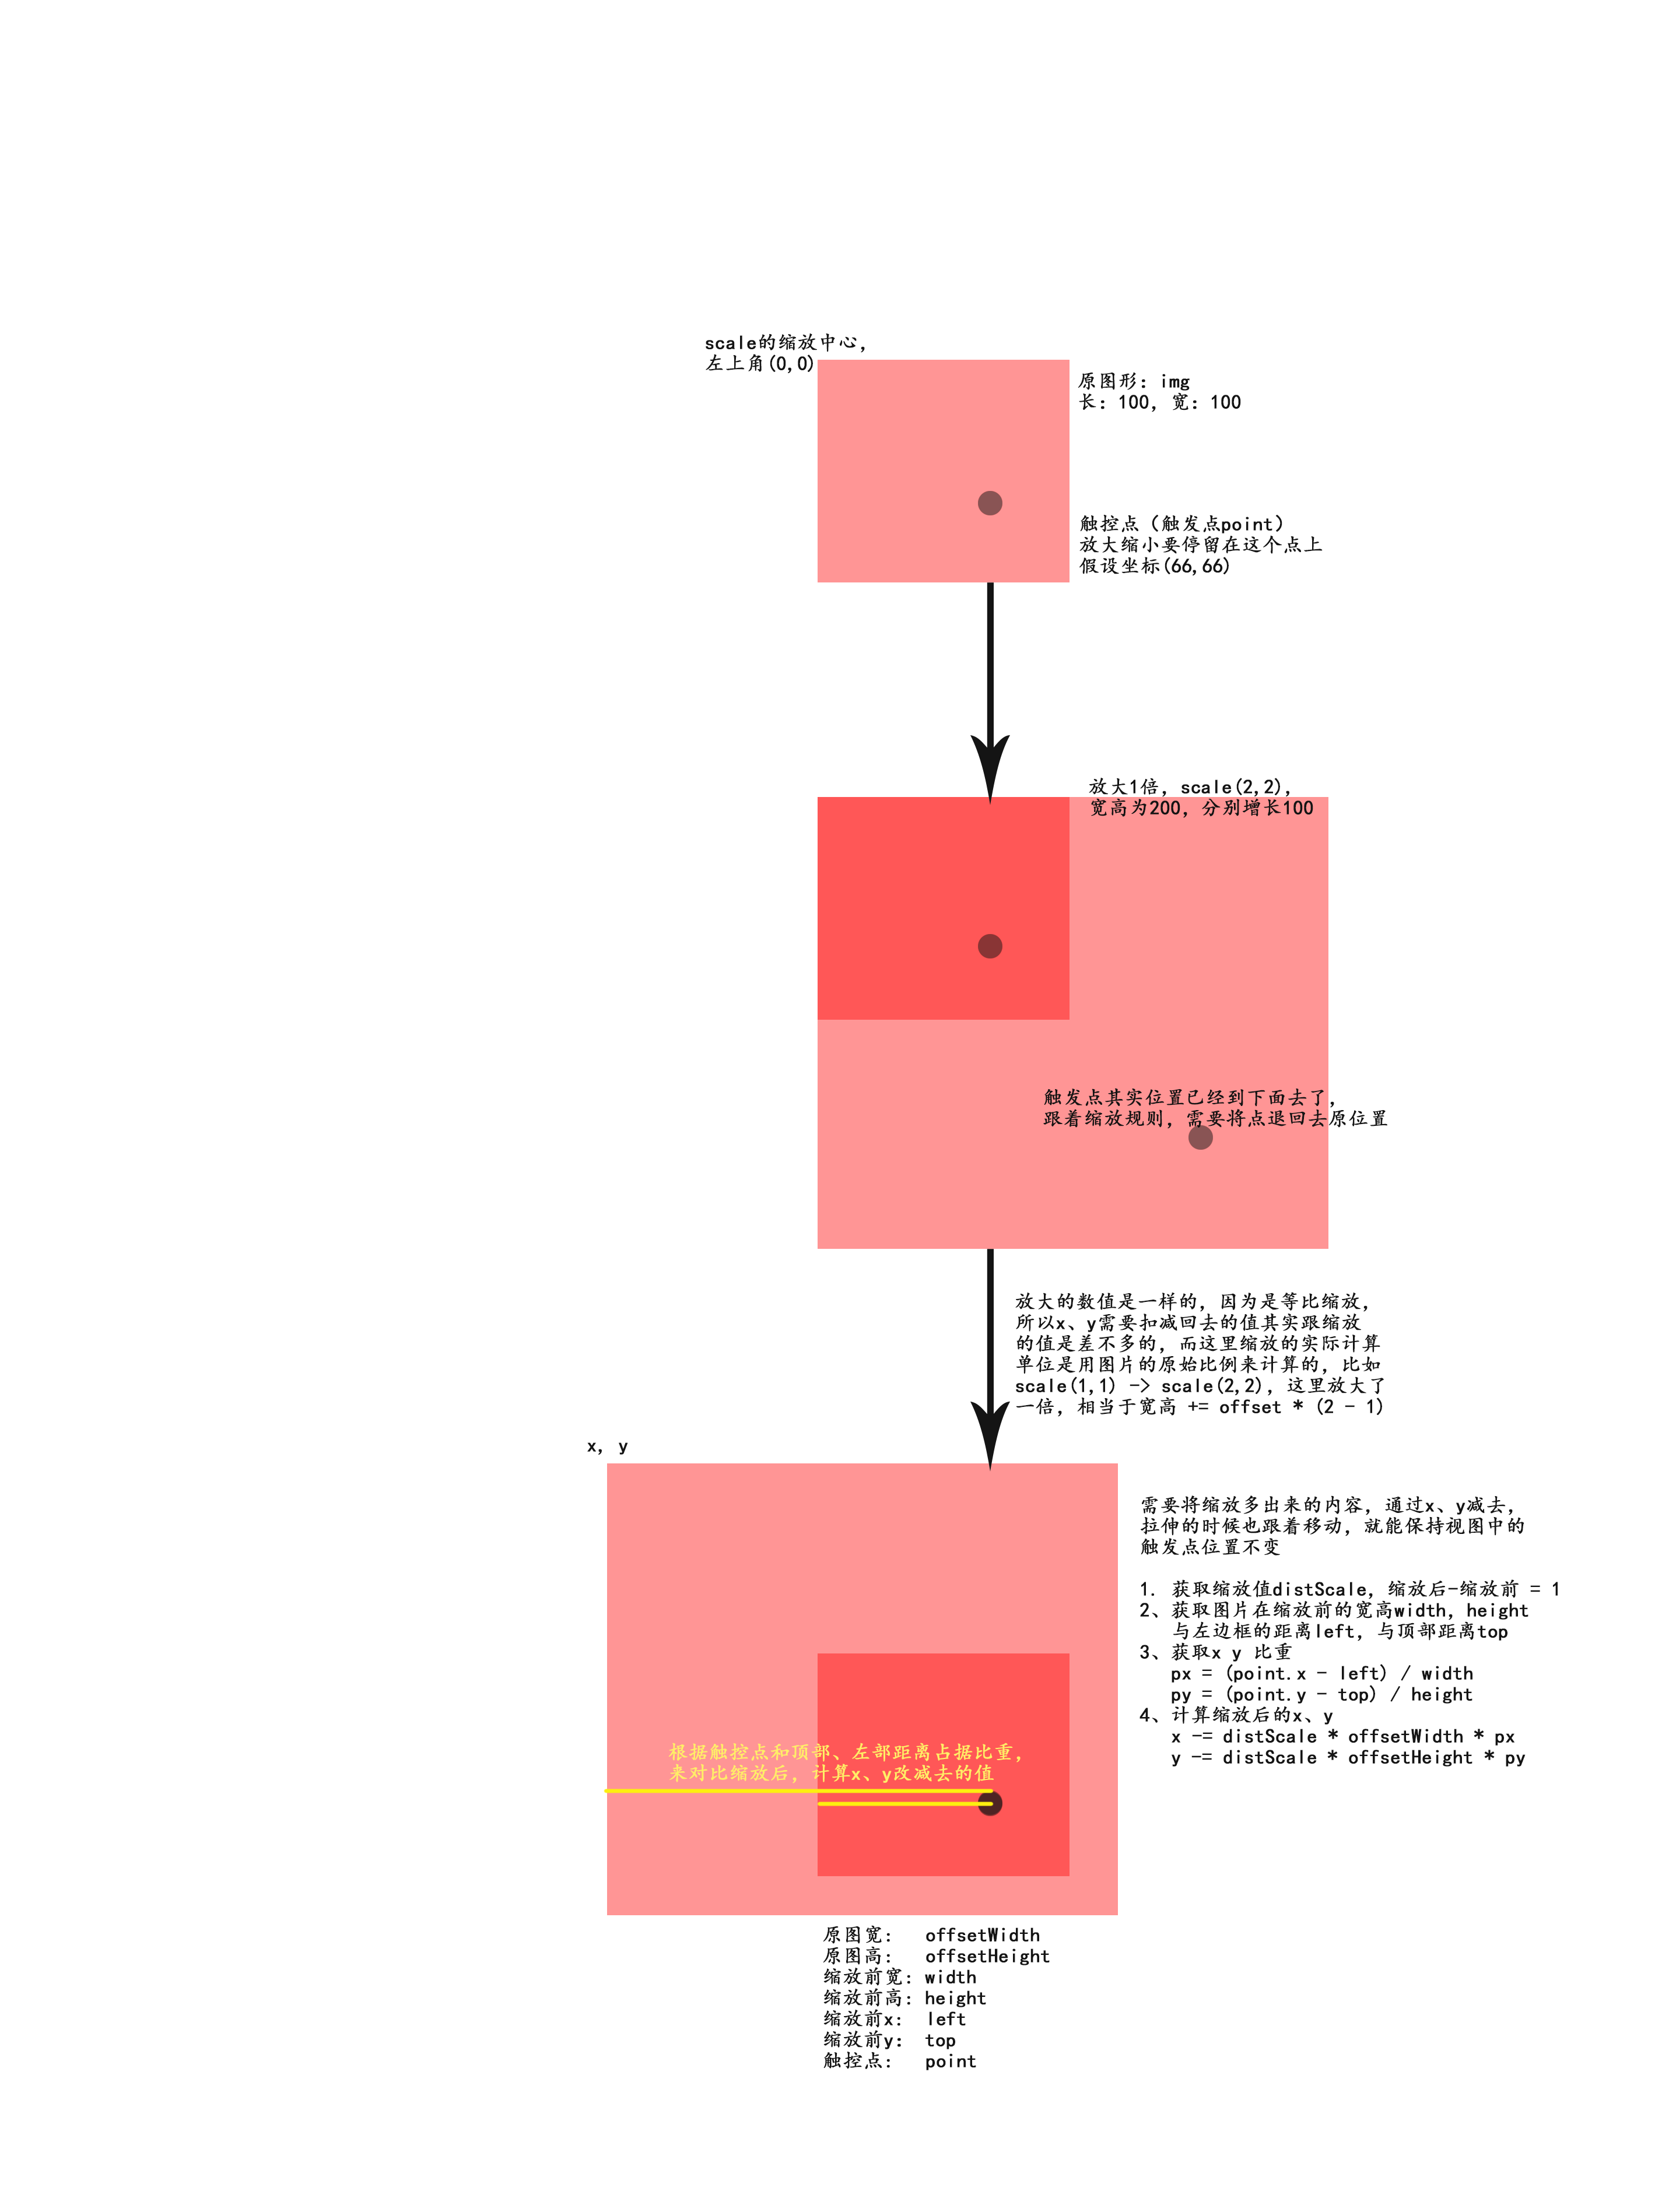 scale的缩放中心，
左上角(0,0)
原图形：img
长：100，宽：100
触控点（触发点point）
放大缩小要停留在这个点上
假设坐标(66,66)
放大1倍，scale(2,2)，
宽高为200，分别增长100
触发点其实位置已经到下面去了，
跟着缩放规则，需要将点退回去原位置
放大的数值是一样的，因为是等比缩放，
所以x、y需要扣减回去的值其实跟缩放
的值是差不多的，而这里缩放的实际计算
单位是用图片的原始比例来计算的，比如
scale(1,1) -> scale(2,2)，这里放大了
一倍，相当于宽高 += offset * (2 - 1)
x, y
需要将缩放多出来的内容，通过x、y减去，
拉伸的时候也跟着移动，就能保持视图中的
触发点位置不变
1. 获取缩放值distScale，缩放后-缩放前 = 1
2、获取图片在缩放前的宽高width，height
与左边框的距离left，与顶部距离top
3、获取x y 比重
px = (point.x - left) / width
py = (point.y - top) / height
4、计算缩放后的x、y
x -= distScale * offsetWidth * px
y -= distScale * offsetHeight * py
根据触控点和顶部、左部距离占据比重，
来对比缩放后，计算x、y改减去的值
原图宽： offsetWidth
原图高： offsetHeight
缩放前宽：width
缩放前高：height
缩放前x： left
缩放前y： top
触控点： point